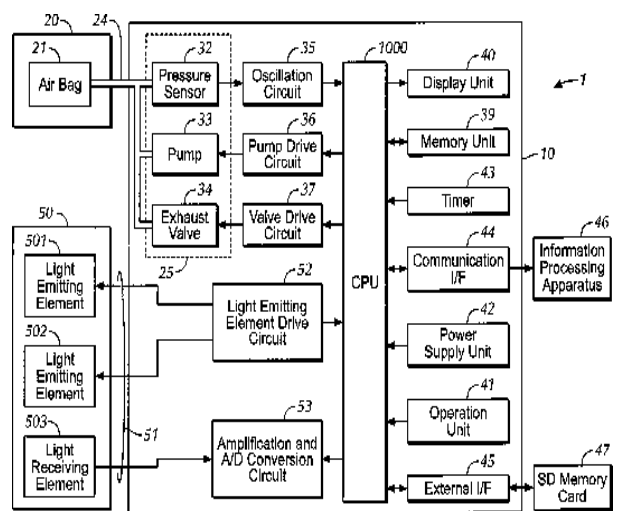 20
24
21
Air Bag
32
Pressure
Sensor
35
Oscillation
Circuit
1000
40
Display Unit
1
33
Pump
36
Pump Drive
Circuit
39
Memory Unit
10
34
Exhaust
Valve
37
Valve Drive
Circuit
43
Timer
25
50
501
Light
Emitting
Element
52
Light Emitting
Element Drive
Circuit
CPU
44
Communication
I/F
46
Information
Processing
Apparatus
502
Light
Emitting
Element
42
Power
Supply Unit
503
Light
Receiving
Element
51
53
Amplification and
A/D Conversion
Circuit
41
Operation
Unit
45
External I/F
47
SD Memory
Card